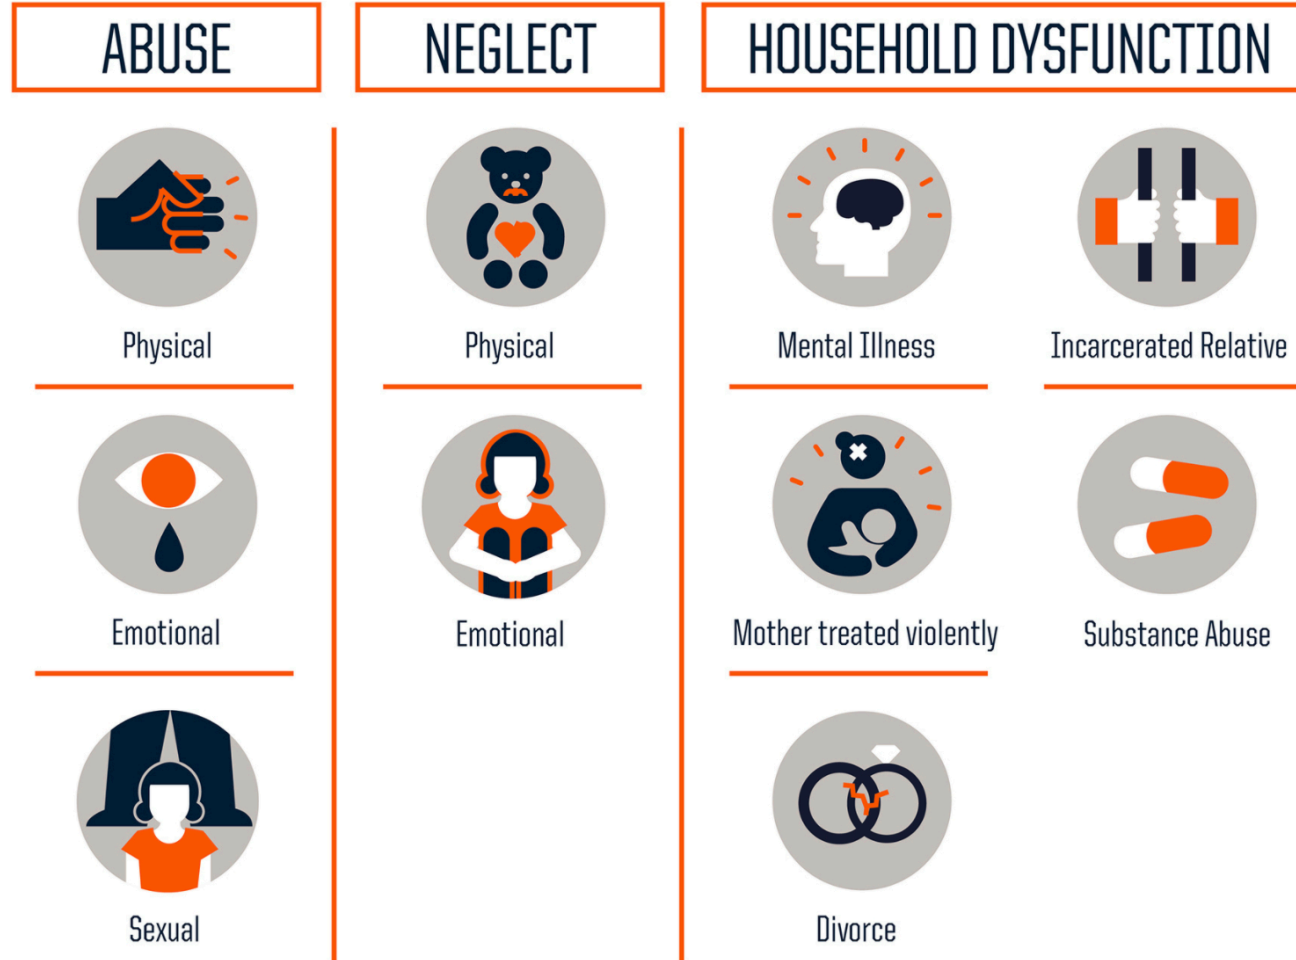 ABUSE
Physical
Emotional
Sexual
NEGLECT
Physical
Emotional
HOUSEHOLD DYSFUNCTION
Mental Illness
Incarcerated Relative
Mother treated violently
Substance Abuse
Divorce